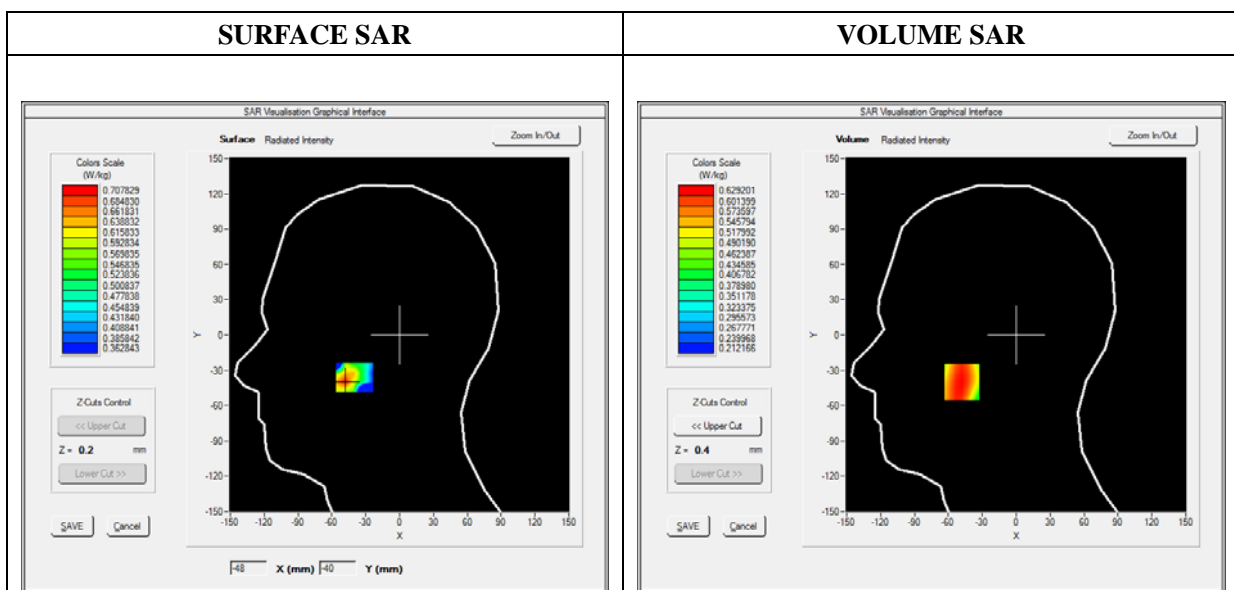 SURFACE SAR
VOLUME SAR
SAR Visualisation Graphical Interface
Surface Radiated Intensity
Zoom In/Out
Colors Scale
(W/kg)
0.707829
0.684830
0.661831
0.638832
0.615833
0.592834
0.569835
0.546835
0.523836
0.500837
0.477838
0.454839
0.431840
0.408841
0.385842
0.362843
Z-Cuts Control
<< Upper Cut
Z = 0.2 mm
Lower Cut >>
SAVE Cancel
150
120
90
60
30
0
-30
-60
-90
-120
-150
Y
-150 -120 -90 -60 -30 0 30 60 90 120 150
X
-48 X (mm) -40 Y (mm)
SAR Visualisation Graphical Interface
Volume Radiated Intensity
Zoom In/Out
Colors Scale
(W/kg)
0.629201
0.601399
0.573597
0.545794
0.517992
0.490190
0.462387
0.434585
0.406782
0.378980
0.351178
0.323375
0.295573
0.267771
0.239968
0.212166
Z-Cuts Control
<< Upper Cut
Z = 0.4 mm
Lower Cut >>
SAVE Cancel
150
120
90
60
30
0
-30
-60
-90
-120
-150
Y
-150 -120 -90 -60 -30 0 30 60 90 120 150
X